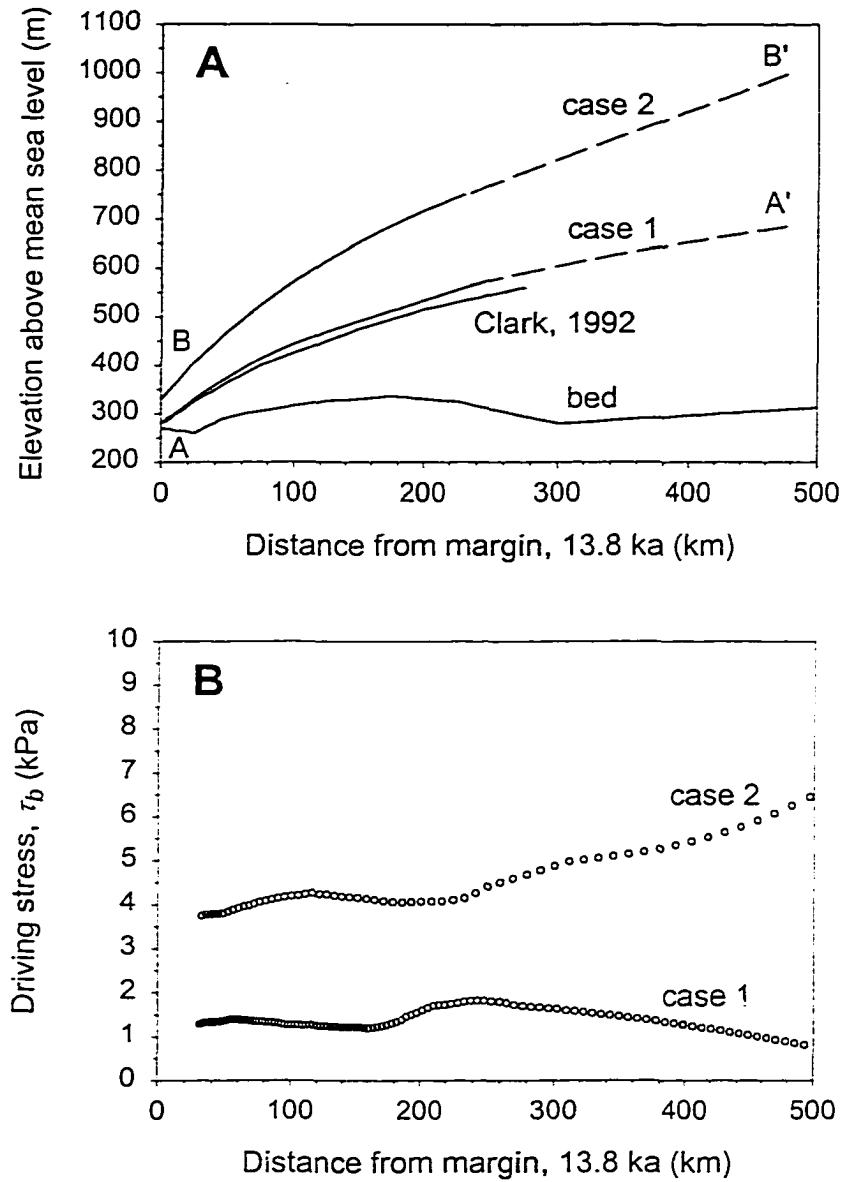 Elevation above mean sea level (m)
1100
1000
900
800
700
600
500
400
300
200
A
B'
case 2
A'
case 1
Clark, 1992
B
bed
A
0
100
200
300
400
500
Distance from margin, 13.8 ka (km)
Driving stress, τb (kPa)
10
9
8
7
6
5
4
3
2
1
0
B
case 2
case 1
0
100
200
300
400
500
Distance from margin, 13.8 ka (km)